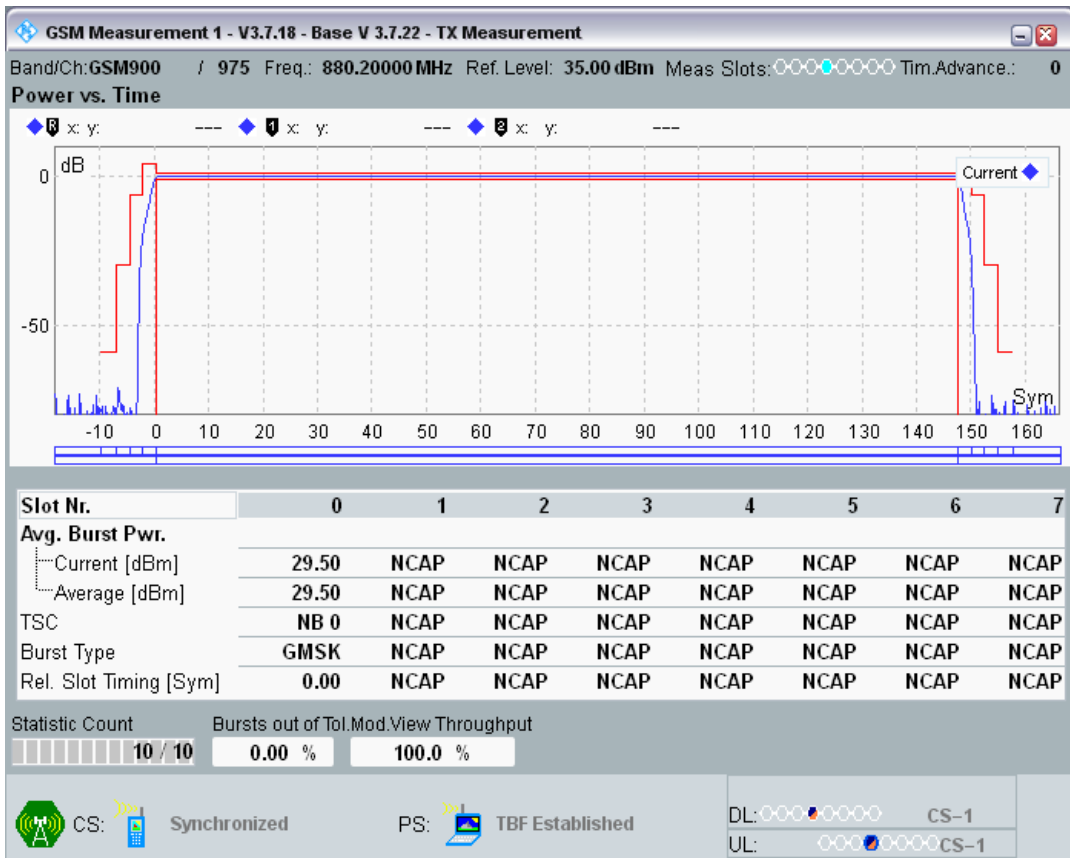 GSM Measurement 1 - V3.7.18 - Base V 3.7.22 - TX Measurement
Band/Ch:GSM900 / 975 Freq.: 880.20000 MHz Ref. Level: 35.00 dBm Meas Slots: Tim.Advance.: 0
Power vs. Time
R x: y: --- 1 x: y: --- 2 x: y: ---
dB
Current
0
-50
Sym
-10 0 10 20 30 40 50 60 70 80 90 100 110 120 130 140 150 160
Slot Nr. 0 1 2 3 4 5 6 7
Avg. Burst Pwr.
Current [dBm] 29.50 NCAP NCAP NCAP NCAP NCAP NCAP NCAP
Average [dBm] 29.50 NCAP NCAP NCAP NCAP NCAP NCAP NCAP
TSC NB 0 NCAP NCAP NCAP NCAP NCAP NCAP NCAP
Burst Type GMSK NCAP NCAP NCAP NCAP NCAP NCAP NCAP
Rel. Slot Timing [Sym] 0.00 NCAP NCAP NCAP NCAP NCAP NCAP NCAP
Statistic Count Bursts out of Tol.Mod.View Throughput
10 / 10 0.00 % 100.0 %
CS: Synchronized PS: TBF Established
DL: CS-1
UL: CS-1